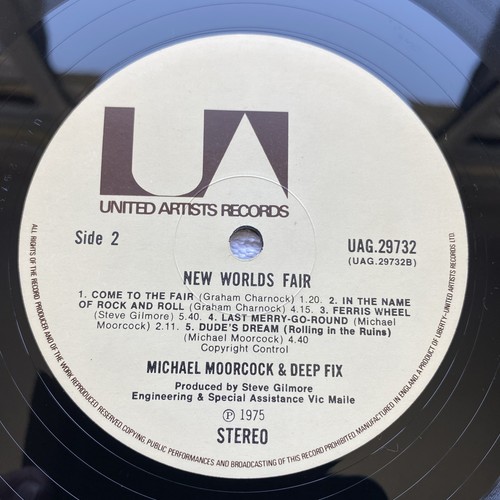 UA
UNITED ARTISTS RECORDS
Side 2
UAG.29732
(UAG.29732B)
NEW WORLDS FAIR
1. COME TO THE FAIR (Graham Charnock) 1.20. 2. IN THE NAME
OF ROCK AND ROLL (Graham Charnock) 4.15. 3. FERRIS WHEEL
(Steve Gilmore) 5.40. 4. LAST MERRY-GO-ROUND (Michael
Moorcock) 2.11. 5. DUDE'S DREAM (Rolling in the Ruins)
(Michael Moorcock) 4.40
Copyright Control
MICHAEL MOORCOCK & DEEP FIX
Produced by Steve Gilmore
Engineering & Special Assistance Vic Maile
℗ 1975
STEREO
ALL RIGHTS OF THE RECORD PRODUCER AND OF THE OWNER OF THE WORK REPRODUCED RESERVED. COPYING, PUBLIC PERFORMANCES AND BROADCASTING OF THIS RECORD PROHIBITED. MANUFACTURED IN ENGLAND. A PRODUCT OF LIBERTY-UNITED ARTISTS RECORDS LTD.